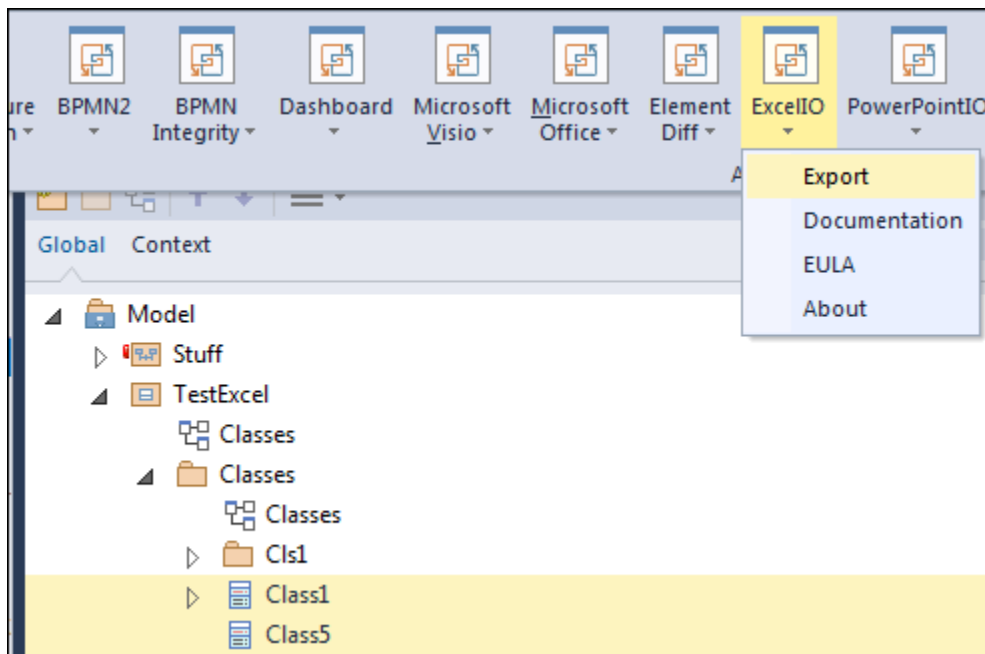 BPMN2 BPMN Dashboard Microsoft Microsoft Element ExcelIO PowerPointIO
Integrity Visio Office Diff
Export
Documentation
EULA
About
Global Context
Model
Stuff
TestExcel
Classes
Classes
Classes
Cls1
Class1
Class5